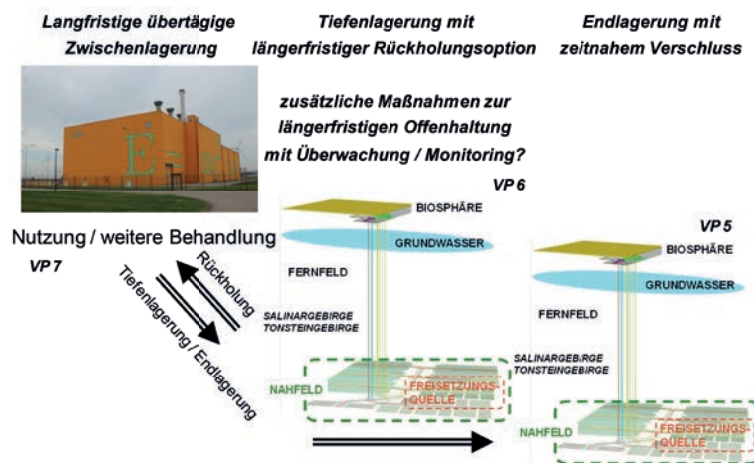 Langfristige übertägige
Zwischenlagerung
Tiefenlagerung mit
längerfristiger Rückholungsoption
Endlagerung mit
zeitnahem Verschluss
zusätzliche Maßnahmen zur
längerfristigen Offenhaltung
mit Überwachung / Monitoring?
E
Nutzung / weitere Behandlung
VP 7
Rückholung
Tiefenlagerung / Endlagerung
VP 6
BIOSPHÄRE
GRUNDWASSER
FERNFELD
SALINARGEBIRGE
TONSTEINGEBIRGE
NAHFELD
FREISETZUNGS-
QUELLE
VP 5
BIOSPHÄRE
GRUNDWASSER
FERNFELD
SALINARGEBIRGE
TONSTEINGEBIRGE
NAHFELD
FREISETZUNGS-
QUELLE